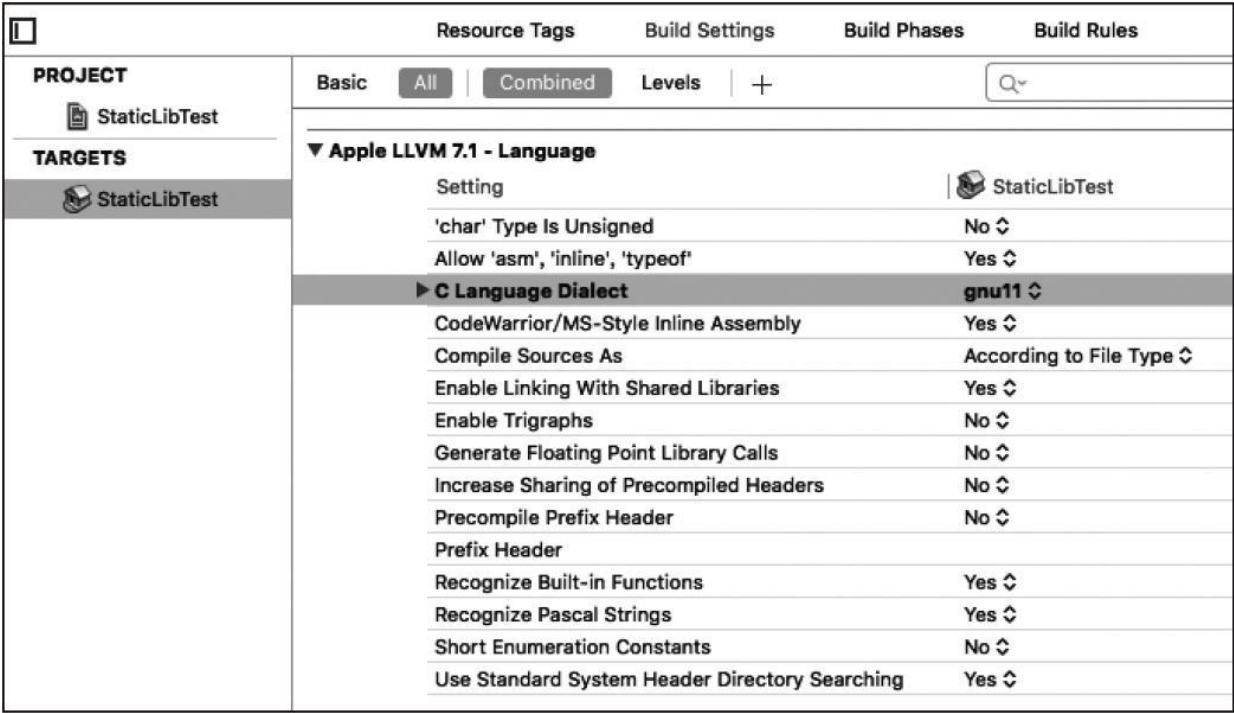 Resource Tags Build Settings Build Phases Build Rules
PROJECT
StaticLibTest
TARGETS
StaticLibTest
Basic All Combined Levels +
Apple LLVM 7.1 - Language
Setting StaticLibTest
'char' Type Is Unsigned No
Allow 'asm', 'inline', 'typeof' Yes
C Language Dialect gnu11
CodeWarrior/MS-Style Inline Assembly Yes
Compile Sources As According to File Type
Enable Linking With Shared Libraries Yes
Enable Trigraphs No
Generate Floating Point Library Calls No
Increase Sharing of Precompiled Headers No
Precompile Prefix Header No
Prefix Header
Recognize Built-in Functions Yes
Recognize Pascal Strings Yes
Short Enumeration Constants No
Use Standard System Header Directory Searching Yes